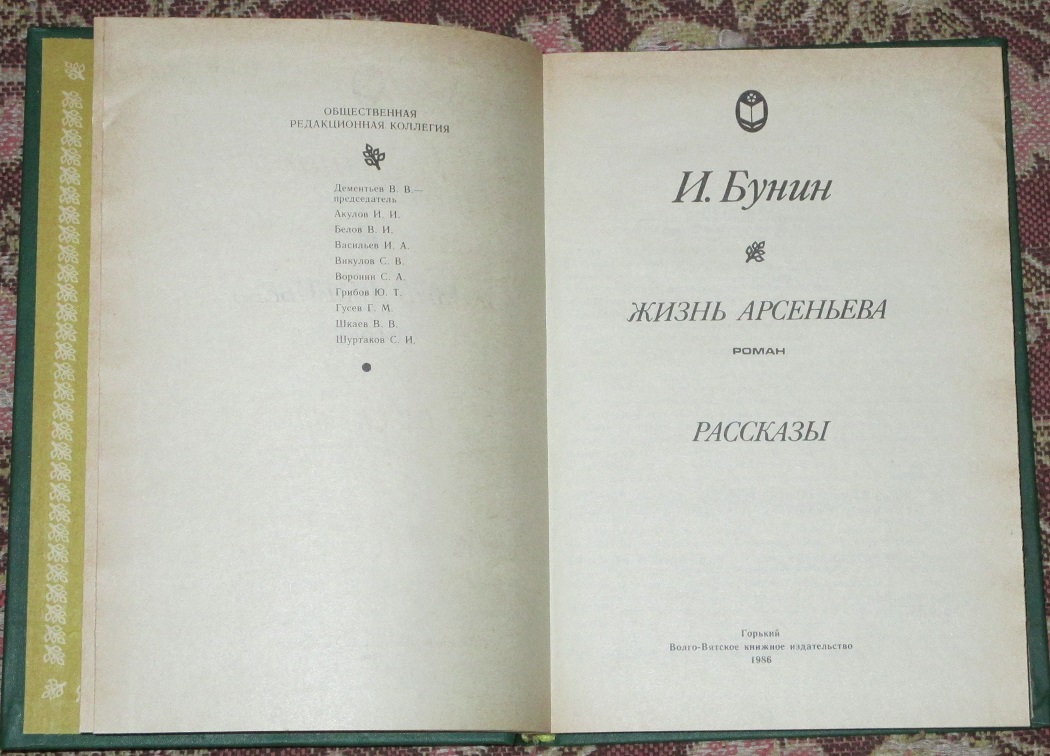 ОБЩЕСТВЕННАЯ
РЕДАКЦИОННАЯ КОЛЛЕГИЯ
Дементьев В. В.—
председатель
Акулов И. И.
Белов В. И.
Васильев И. А.
Викулов С. В.
Воронин С. А.
Грибов Ю. Т.
Гусев Г. М.
Шкаев В. В.
Шуртаков С. И.
И. Бунин
ЖИЗНЬ АРСЕНЬЕВА
РОМАН
РАССКАЗЫ
Горький
Волго-Вятское книжное издательство
1986